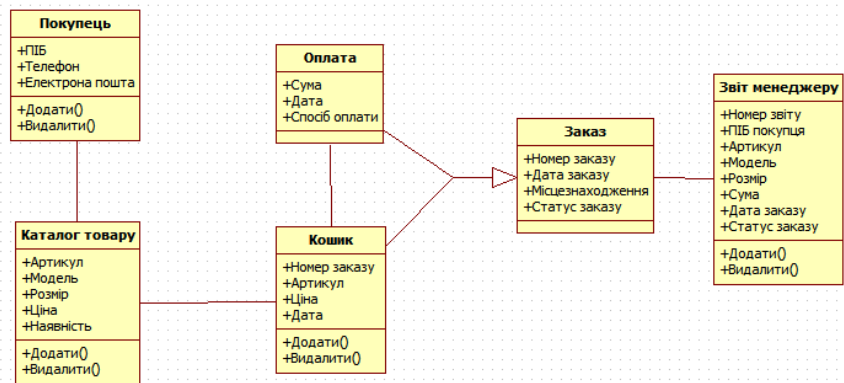 Покупець
+ПІБ
+Телефон
+Електрона пошта
+Додати()
+Видалити()
Оплата
+Сума
+Дата
+Спосіб оплати
Заказ
+Номер заказу
+Дата заказу
+Місцезнаходження
+Статус заказу
Звіт менеджеру
+Номер звіту
+ПІБ покупця
+Артикул
+Модель
+Розмір
+Сума
+Дата заказу
+Статус заказу
+Додати()
+Видалити()
Каталог товару
+Артикул
+Модель
+Розмір
+Ціна
+Наявність
+Додати()
+Видалити()
Кошик
+Номер заказу
+Артикул
+Ціна
+Дата
+Додати()
+Видалити()